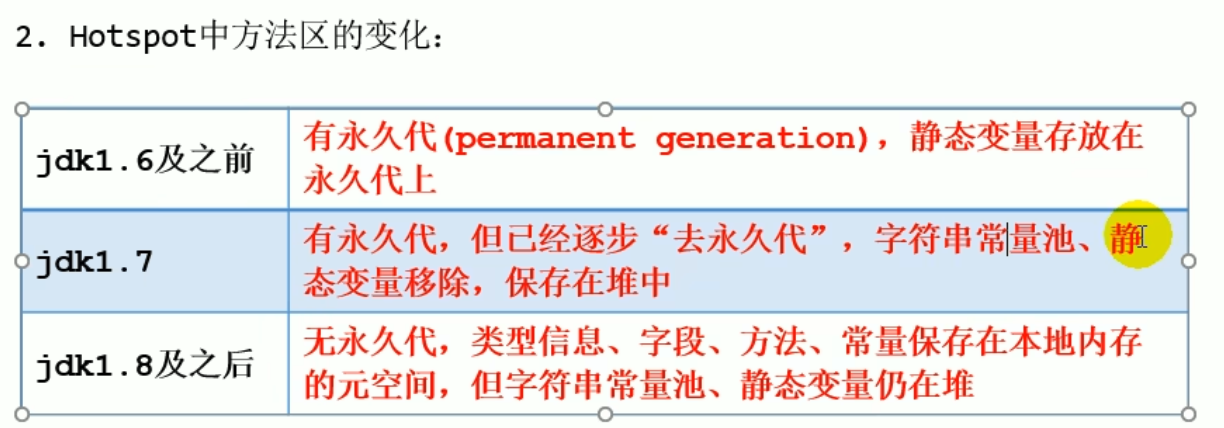 2. Hotspot中方法区的变化：
jdk1.6及之前
有永久代(permanent generation)，静态变量存放在
永久代上
jdk1.7
有永久代，但已经逐步“去永久代”，字符串常量池、静
态变量移除，保存在堆中
jdk1.8及之后
无永久代，类型信息、字段、方法、常量保存在本地内存
的元空间，但字符串常量池、静态变量仍在堆